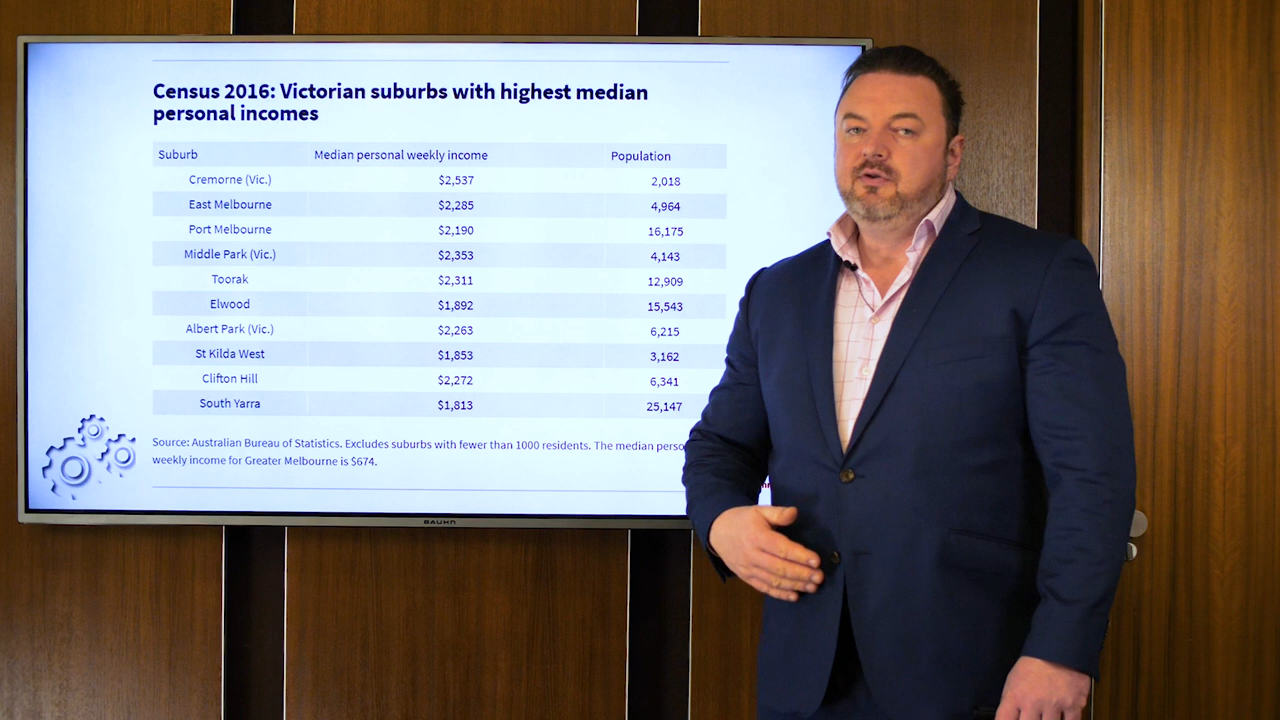 Census 2016: Victorian suburbs with highest median
personal incomes
Suburb Median personal weekly income Population
Cremorne (Vic.) $2,537 2,018
East Melbourne $2,285 4,964
Port Melbourne $2,190 16,175
Middle Park (Vic.) $2,353 4,143
Toorak $2,311 12,909
Elwood $1,892 15,543
Albert Park (Vic.) $2,263 6,215
St Kilda West $1,853 3,162
Clifton Hill $2,272 6,341
South Yarra $1,813 25,147
Source: Australian Bureau of Statistics. Excludes suburbs with fewer than 1000 residents. The median perso
weekly income for Greater Melbourne is $674.
BAUHN